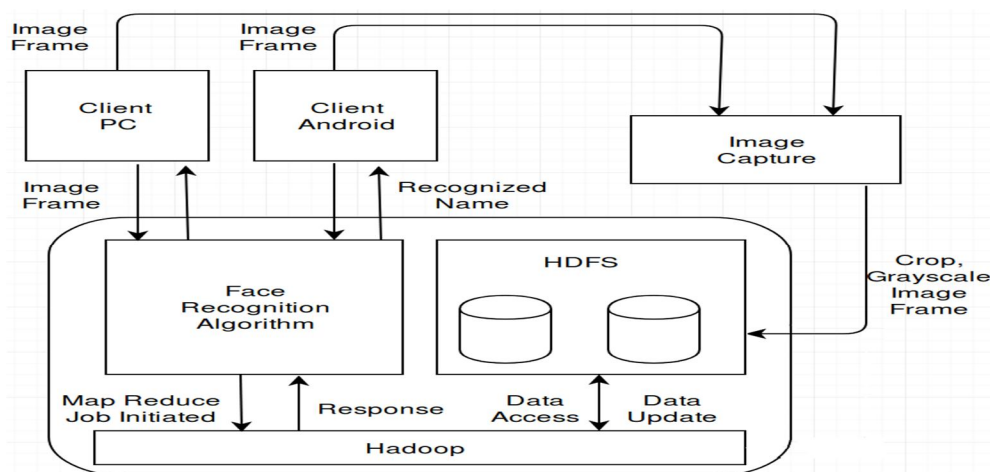 Image
Frame
Image
Frame
Client
PC
Client
Android
Image
Capture
Image
Frame
Recognized
Name
HDFS
Crop,
Grayscale
Image
Frame
Face
Recognition
Algorithm
Map Reduce
Job Initiated
Response
Data
Access
Data
Update
Hadoop